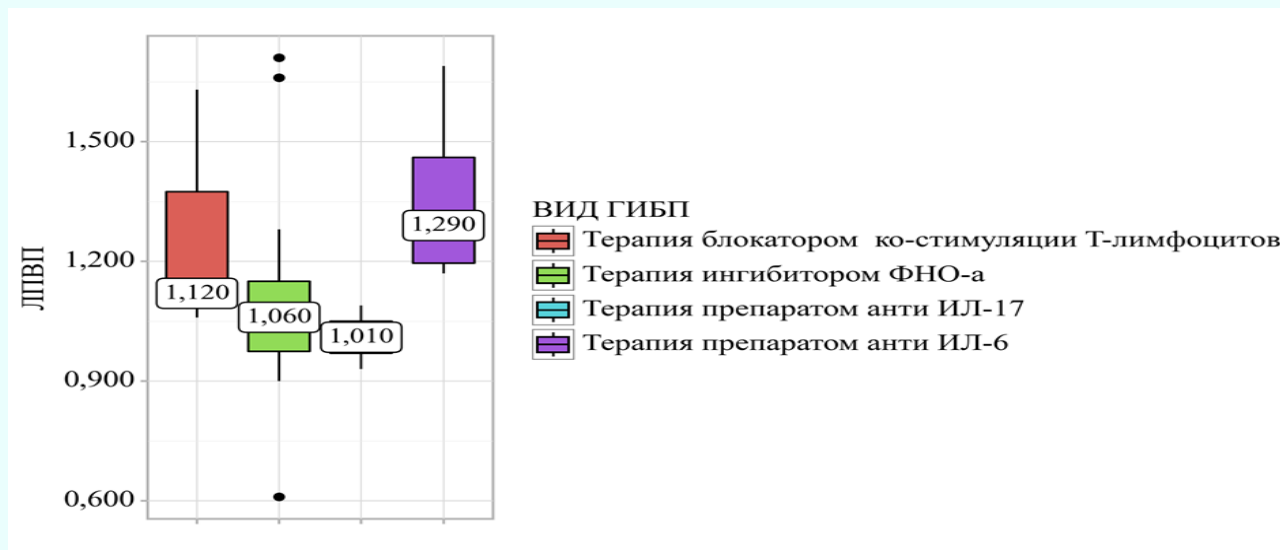 ЛПВП
1,500
1,200
0,900
0,600
1,120
1,060
1,010
1,290
ВИД ГИБП
Терапия блокатором ко-стимуляции Т-лимфоцитов
Терапия ингибитором ФНО-а
Терапия препаратом анти ИЛ-17
Терапия препаратом анти ИЛ-6